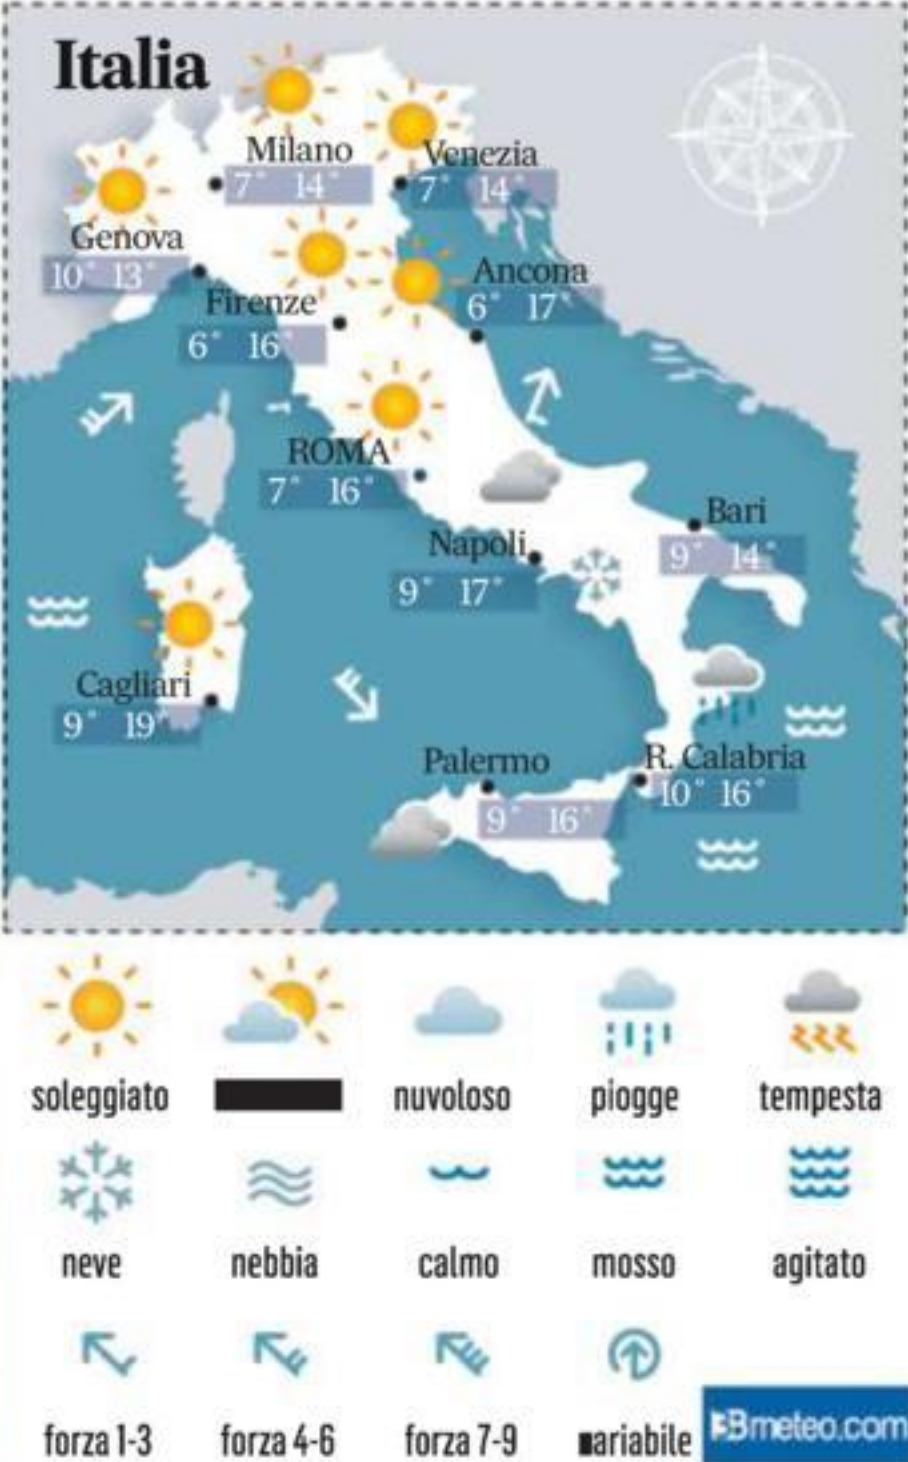 Italia
Milano
7° 14°
Venezia
7° 14°
Genova
10° 13°
Firenze
6° 16°
Ancona
6° 17°
ROMA
7° 16°
Bari
9° 14°
Napoli
9° 17°
Cagliari
9° 19°
Palermo
9° 16°
R. Calabria
10° 16°
soleggiato
nuvoloso
piogge
tempesta
neve
nebbia
calmo
mosso
agitato
forza 1-3
forza 4-6
forza 7-9
ariabile
3Bmeteo.com